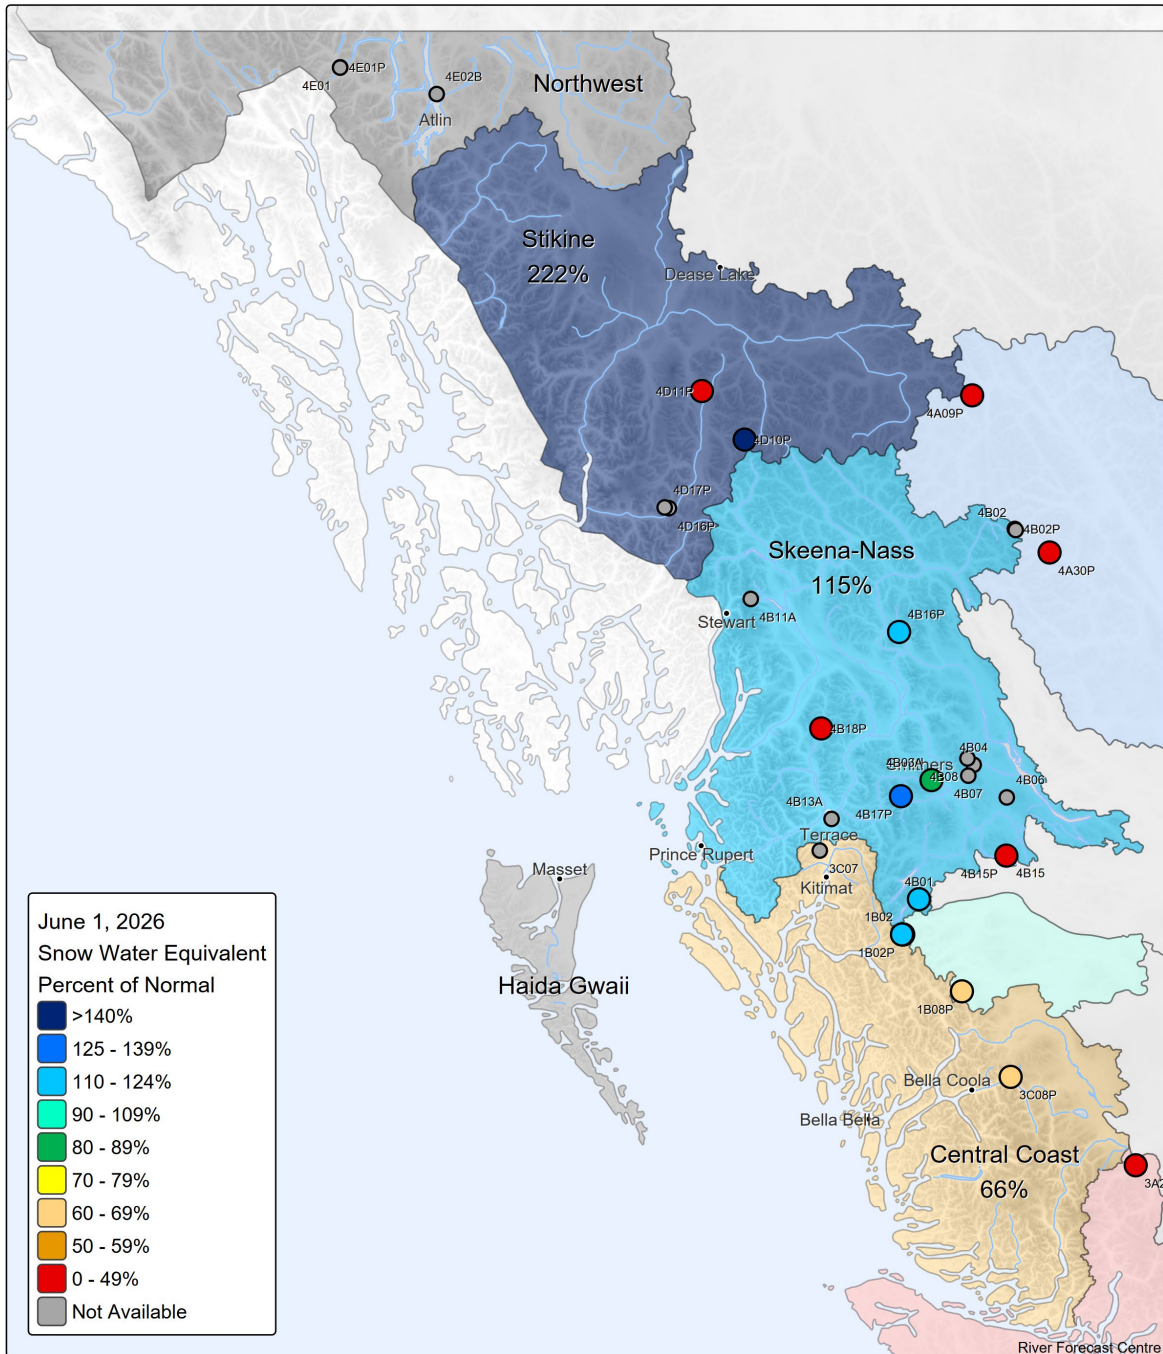 4E01P
4E01
4E02B
Northwest
Atlin
Stikine
222%
Dease Lake
4D11P
4A09P
4D10P
4D17P
4D16P
4B02
4B02P
4A30P
Skeena-Nass
115%
Stewart
4B11A
4B16P
4B18P
4B04
4B03A
Smithers
4B08
4B07
4B06
4B17P
4B13A
Terrace
Prince Rupert
3C07
Kitimat
4B15P
4B15
4B01
Masset
1B02
1B02P
Haida Gwaii
1B08P
Bella Coola
3C08P
Bella Bella
Central Coast
66%
3A2
June 1, 2026
Snow Water Equivalent
Percent of Normal
>140%
125 - 139%
110 - 124%
90 - 109%
80 - 89%
70 - 79%
60 - 69%
50 - 59%
0 - 49%
Not Available
River Forecast Centre